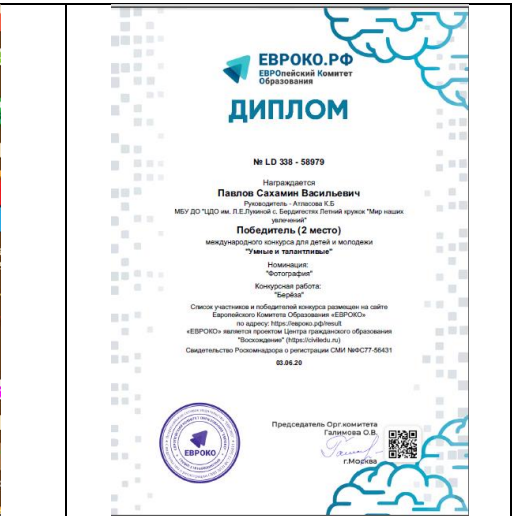 ЕВРОКО.РФ
ЕВРОпейский Комитет
Образования
ДИПЛОМ
№ LD 338 - 58979
Награждается
Павлов Сахамин Васильевич
Руководитель - Атласова К.Б
МБУ ДО "ЦДО им. Л.Е.Лукиной с. Бердигестях Летний кружок "Мир наших
увлечений"
Победитель (2 место)
международного конкурса для детей и молодежи
"Умные и талантливые"
Номинация:
"Фотография"
Конкурсная работа:
"Берёза"
Список участников и победителей конкурса размещен на сайте
Европейского Комитета Образования «ЕВРОКО»
по адресу: https://евроко.рф/result
«ЕВРОКО» является проектом Центра гражданского образования
"Восхождение" (https://civiledu.ru)
Свидетельство Роскомнадзора о регистрации СМИ №ФС77-56431
03.06.20
Председатель Орг.комитета
Галимова О.В.
г.Москва
ЕВРОКО